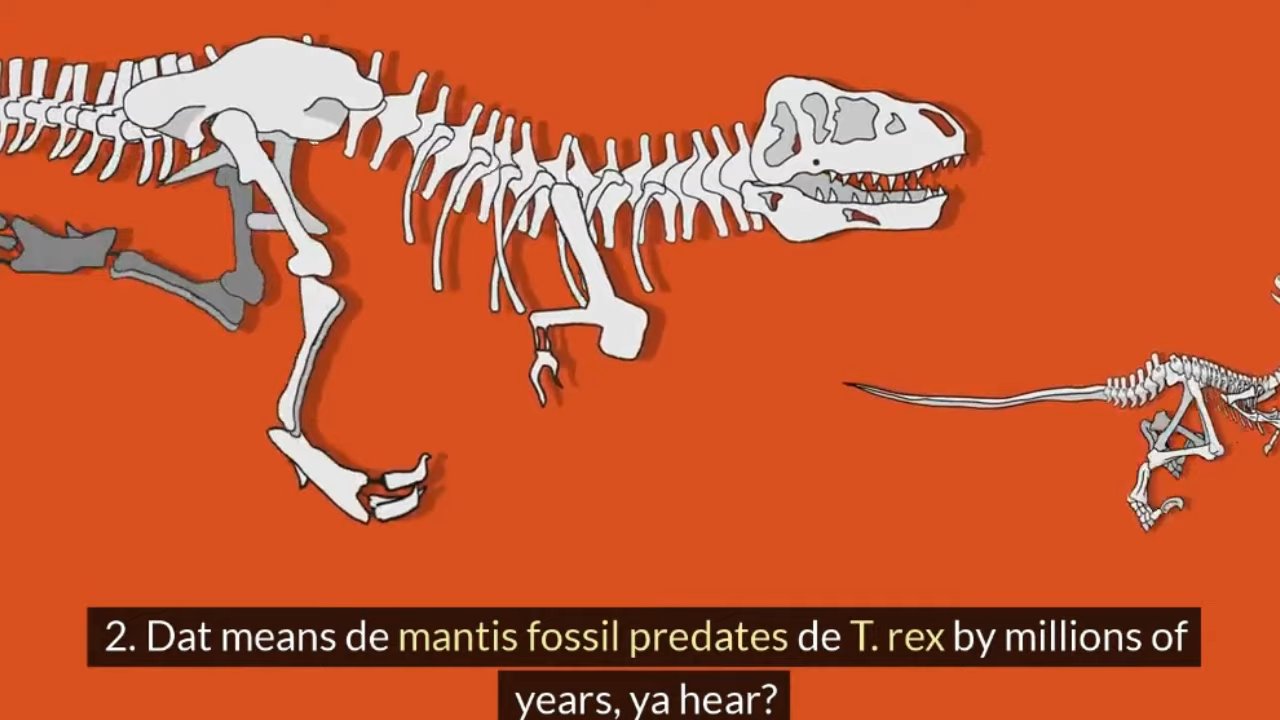 2. Dat means de mantis fossil predates de T. rex by millions of
years, ya hear?